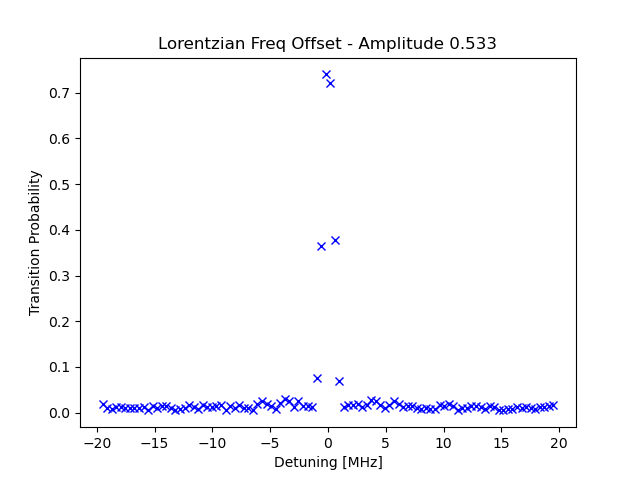 Lorentzian Freq Offset - Amplitude 0.533
Transition Probability
0.7
0.6
0.5
0.4
0.3
0.2
0.1
0.0
−20 −15 −10 −5 0 5 10 15 20
Detuning [MHz]